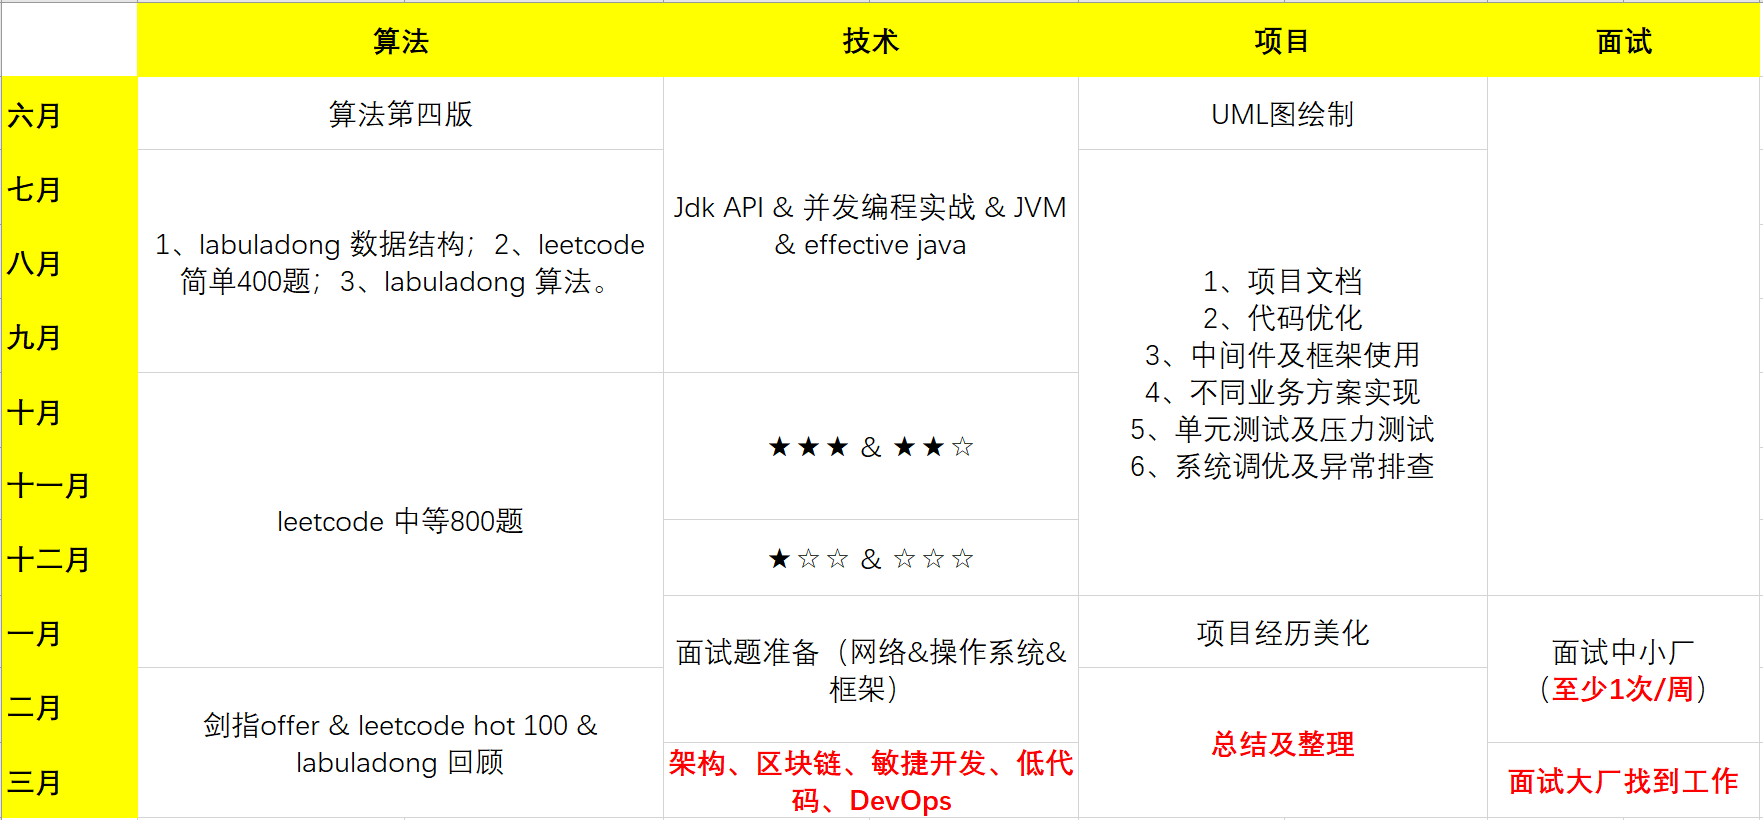 算法
技术
项目
面试
六月
算法第四版
UML图绘制
七月
Jdk API & 并发编程实战 & JVM
& effective java
八月
1、labuladong 数据结构；2、leetcode
简单400题；3、labuladong 算法。
九月
1、项目文档
2、代码优化
3、中间件及框架使用
4、不同业务方案实现
5、单元测试及压力测试
6、系统调优及异常排查
十月
★★★ & ★★☆
十一月
leetcode 中等800题
十二月
★☆☆ & ☆☆☆
一月
面试题准备（网络&操作系统&
框架）
项目经历美化
面试中小厂
（至少1次/周）
二月
剑指offer & leetcode hot 100 &
labuladong 回顾
总结及整理
三月
架构、区块链、敏捷开发、低代
码、DevOps
面试大厂找到工作